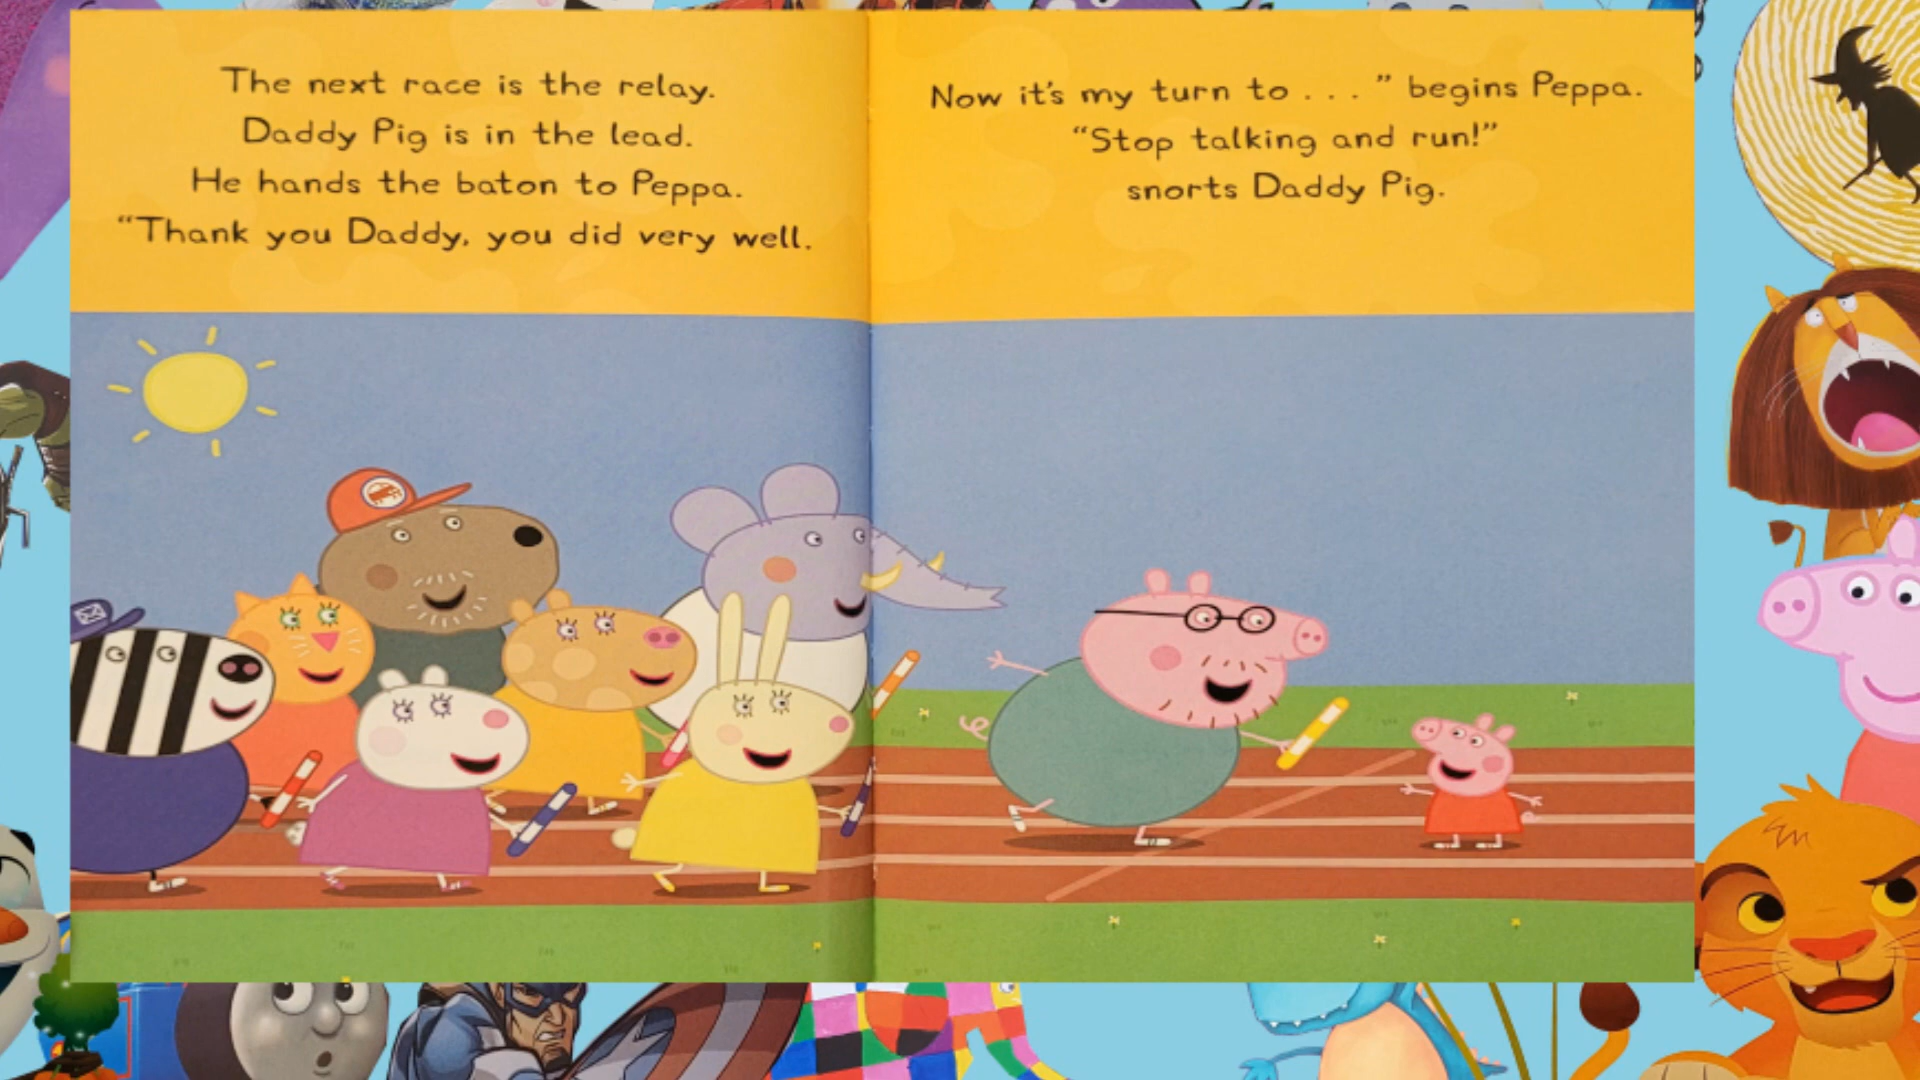 The next race is the relay.
Daddy Pig is in the lead.
He hands the baton to Peppa.
“Thank you Daddy, you did very well.
Now it's my turn to . . . ” begins Peppa.
“Stop talking and run!”
snorts Daddy Pig.